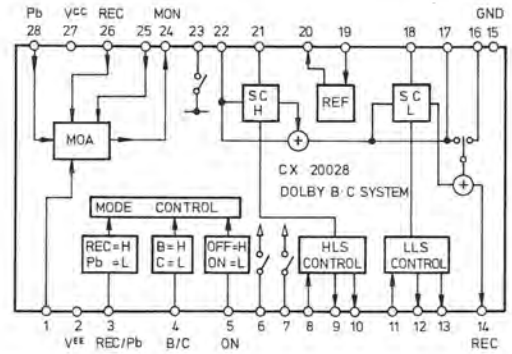 Pb VCC REC MON GND
28 27 26 25 24 23 22 21 20 19 18 17 16 15
SC H
REF
SC L
MOA
+
+
CX 20028
DOLBY B·C SYSTEM
MODE CONTROL
REC=H
Pb =L
B=H
C=L
OFF=H
ON =L
HLS CONTROL
LLS CONTROL
1 2 3 4 5 6 7 8 9 10 11 12 13 14
VEE REC/Pb B/C ON REC